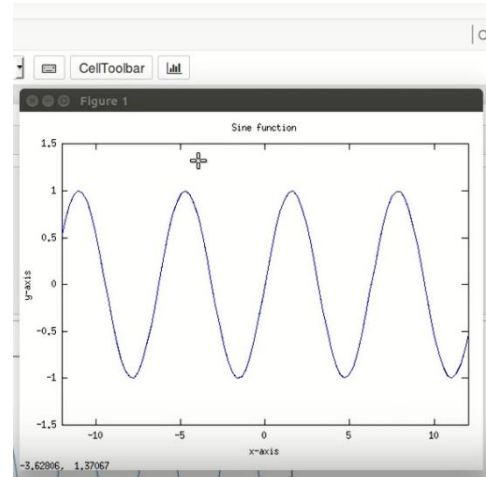 CellToolbar
Figure 1
Sine function
1.5
1
0.5
0
-0.5
-1
-1.5
y-axis
-10 -5 0 5 10
x-axis
-3.62806, 1.37067